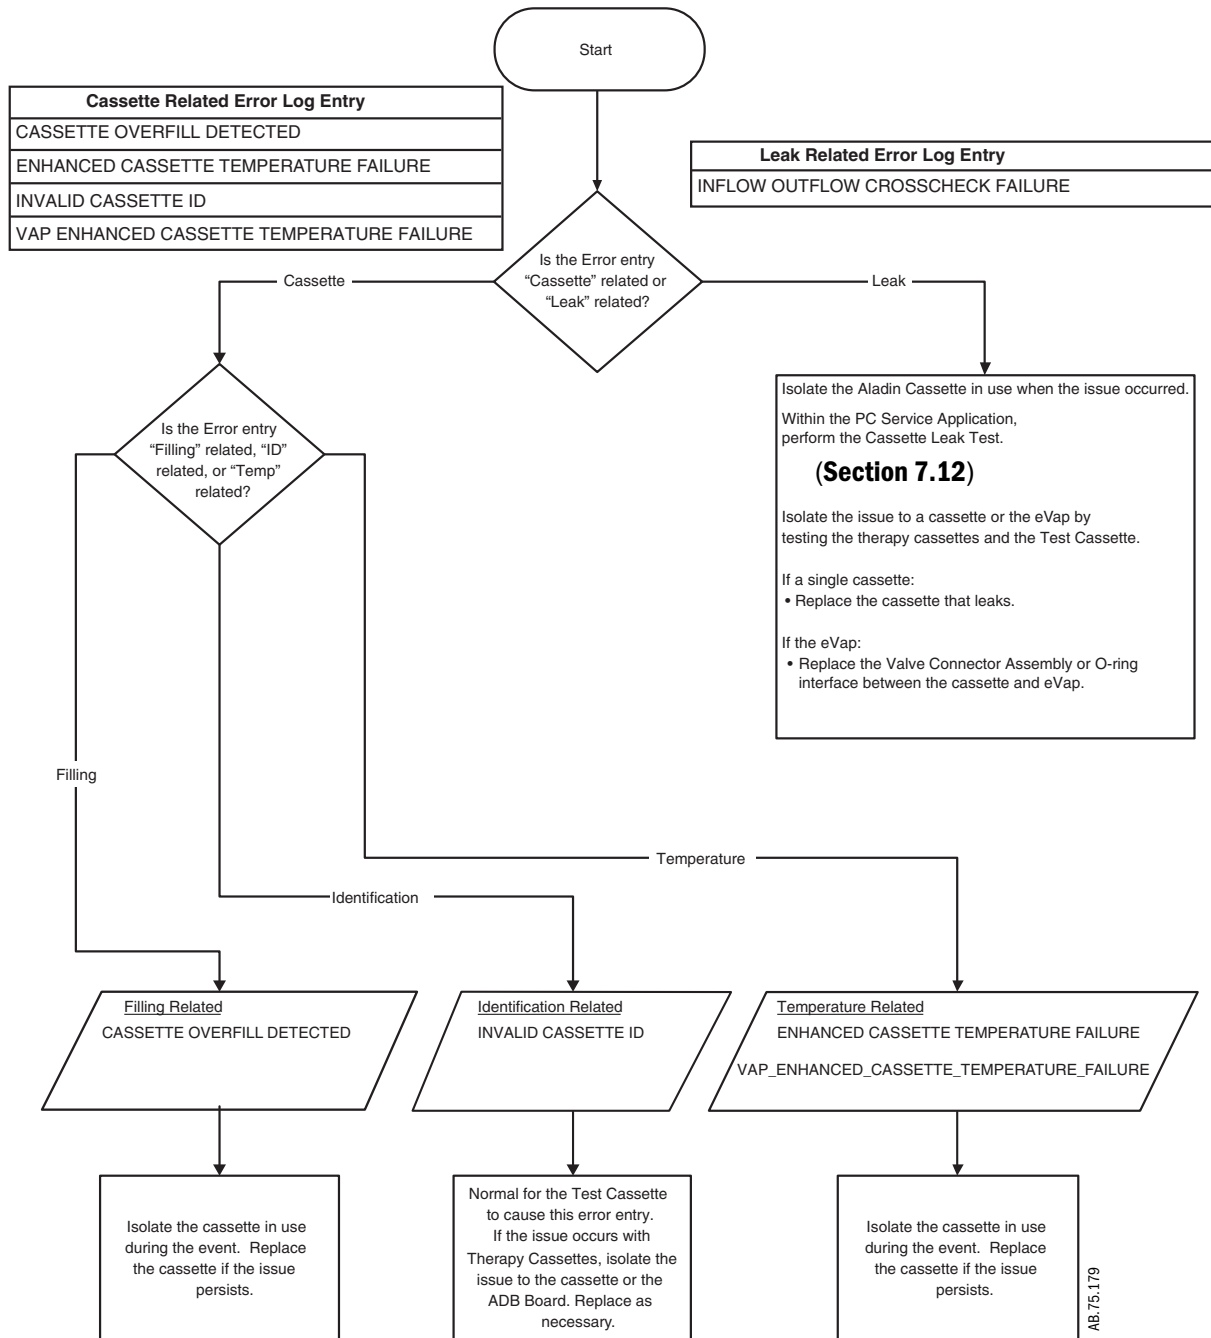 Start
Cassette Related Error Log Entry
CASSETTE OVERFILL DETECTED
ENHANCED CASSETTE TEMPERATURE FAILURE
INVALID CASSETTE ID
VAP ENHANCED CASSETTE TEMPERATURE FAILURE
Leak Related Error Log Entry
INFLOW OUTFLOW CROSSCHECK FAILURE
Is the Error entry
“Cassette” related or
“Leak” related?
Cassette
Leak
Is the Error entry
“Filling” related, “ID”
related, or “Temp”
related?
Isolate the Aladin Cassette in use when the issue occurred.
Within the PC Service Application,
perform the Cassette Leak Test.
(Section 7.12)
Isolate the issue to a cassette or the eVap by
testing the therapy cassettes and the Test Cassette.
If a single cassette:
• Replace the cassette that leaks.
If the eVap:
• Replace the Valve Connector Assembly or O-ring
interface between the cassette and eVap.
Filling
Temperature
Identification
Filling Related
CASSETTE OVERFILL DETECTED
Identification Related
INVALID CASSETTE ID
Temperature Related
ENHANCED CASSETTE TEMPERATURE FAILURE
VAP_ENHANCED_CASSETTE_TEMPERATURE_FAILURE
Isolate the cassette in use
during the event. Replace
the cassette if the issue
persists.
Normal for the Test Cassette
to cause this error entry.
If the issue occurs with
Therapy Cassettes, isolate the
issue to the cassette or the
ADB Board. Replace as
necessary.
Isolate the cassette in use
during the event. Replace
the cassette if the issue
persists.
AB.75.179